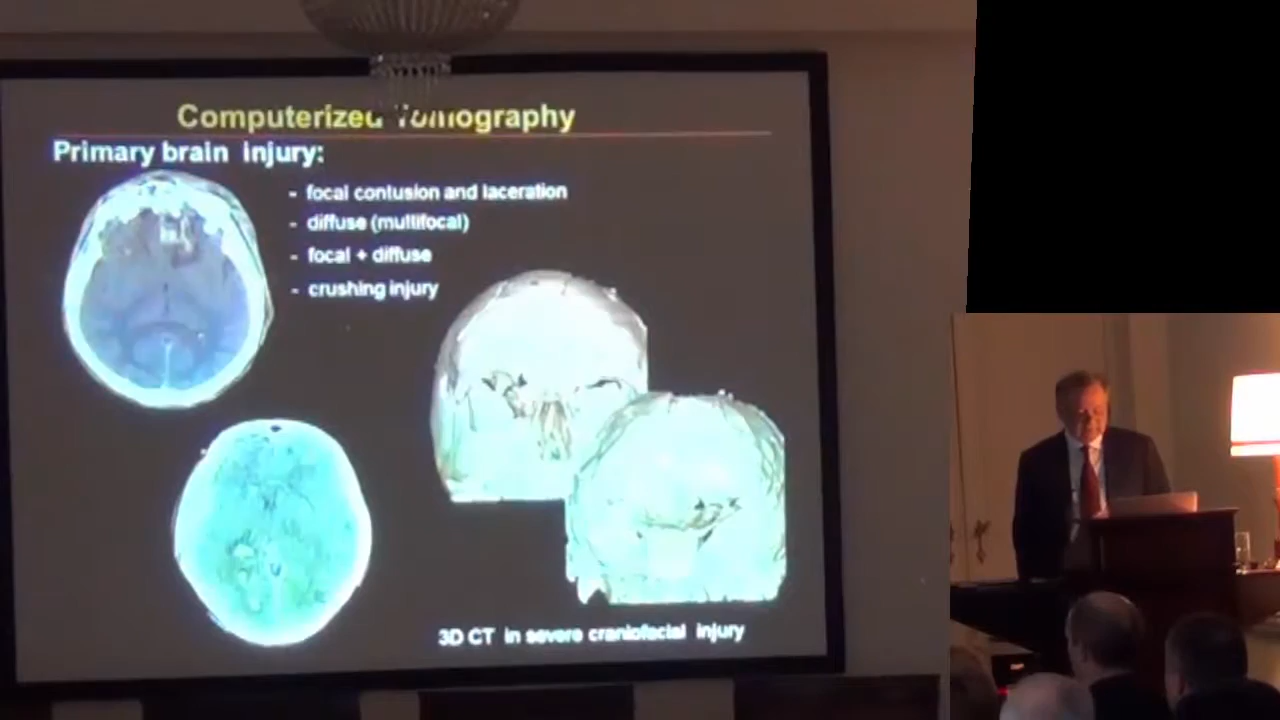 Computerized Tomography
Primary brain injury:
- focal contusion and laceration
- diffuse (multifocal)
- focal + diffuse
- crushing injury
3D CT in severe craniofacial injury